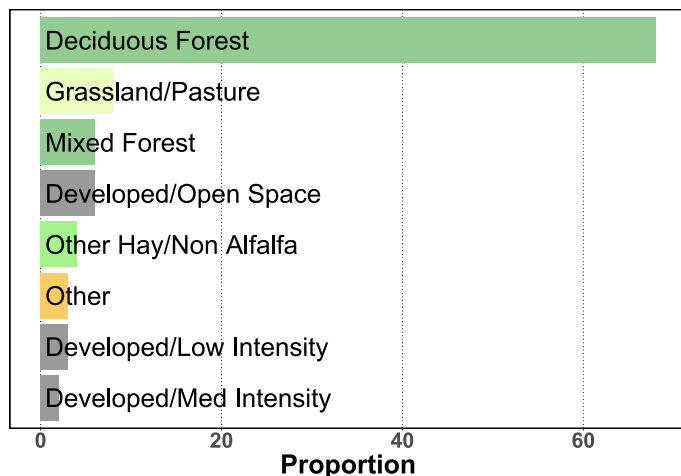 Deciduous Forest
Grassland/Pasture
Mixed Forest
Developed/Open Space
Other Hay/Non Alfalfa
Other
Developed/Low Intensity
Developed/Med Intensity
0 20 40 60
Proportion